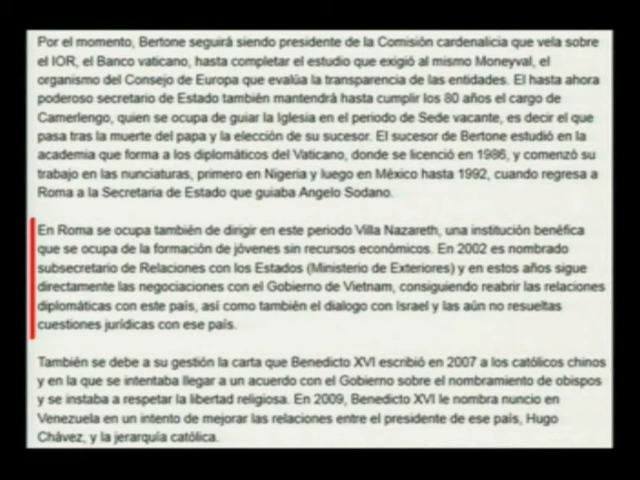 Por el momento, Bertone seguirá siendo presidente de la Comisión cardenalicia que vela sobre
el IOR, el Banco vaticano, hasta completar el estudio que exigió al mismo Moneyval, el
organismo del Consejo de Europa que evalúa la transparencia de las entidades. El hasta ahora
poderoso secretario de Estado también mantendrá hasta cumplir los 80 años el cargo de
Camerlengo, quien se ocupa de guiar la Iglesia en el periodo de Sede vacante, es decir el que
pasa tras la muerte del papa y la elección de su sucesor. El sucesor de Bertone estudió en la
academia que forma a los diplomáticos del Vaticano, donde se licenció en 1986, y comenzó su
trabajo en las nunciaturas, primero en Nigeria y luego en México hasta 1992, cuando regresa a
Roma a la Secretaria de Estado que guiaba Angelo Sodano.
En Roma se ocupa también de dirigir en este periodo Villa Nazareth, una institución benéfica
que se ocupa de la formación de jóvenes sin recursos económicos. En 2002 es nombrado
subsecretario de Relaciones con los Estados (Ministerio de Exteriores) y en estos años sigue
directamente las negociaciones con el Gobierno de Vietnam, consiguiendo reabrir las relaciones
diplomáticas con este país, así como también el dialogo con Israel y las aún no resueltas
cuestiones jurídicas con ese país.
También se debe a su gestión la carta que Benedicto XVI escribió en 2007 a los católicos chinos
y en la que se intentaba llegar a un acuerdo con el Gobierno sobre el nombramiento de obispos
y se instaba a respetar la libertad religiosa. En 2009, Benedicto XVI le nombra nuncio en
Venezuela en un intento de mejorar las relaciones entre el presidente de ese país, Hugo
Chávez, y la jerarquía católica.